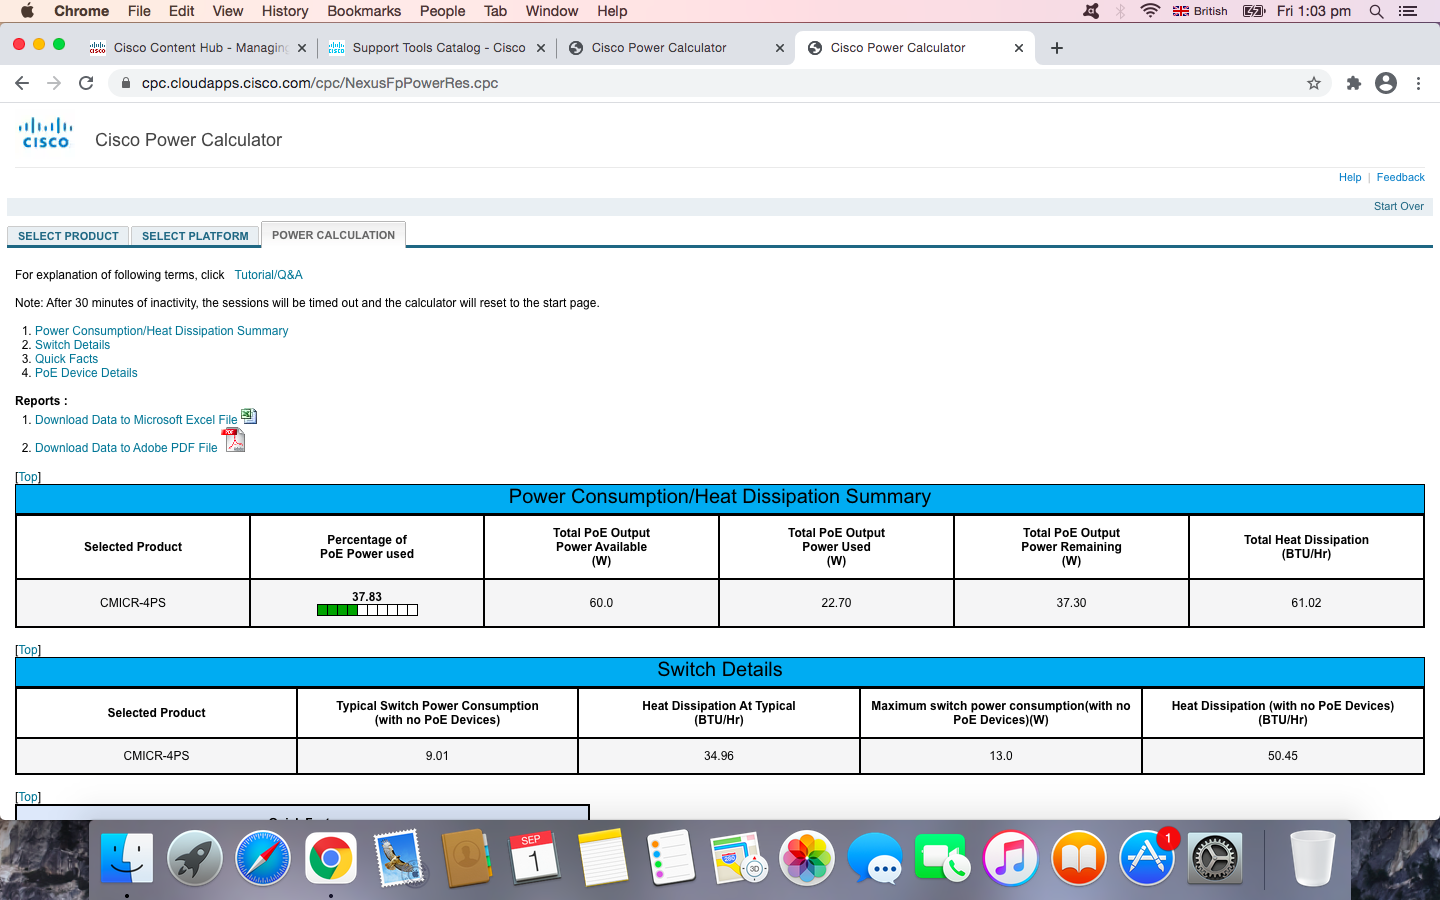 Chrome File Edit View History Bookmarks People Tab Window Help British Fri 1:03 pm
Cisco Content Hub - Managing
Support Tools Catalog - Cisco
Cisco Power Calculator
Cisco Power Calculator
cpc.cloudapps.cisco.com/cpc/NexusFpPowerRes.cpc
CISCO
Cisco Power Calculator
Help | Feedback
Start Over
SELECT PRODUCT SELECT PLATFORM POWER CALCULATION
For explanation of following terms, click Tutorial/Q&A
Note: After 30 minutes of inactivity, the sessions will be timed out and the calculator will reset to the start page.
1. Power Consumption/Heat Dissipation Summary
2. Switch Details
3. Quick Facts
4. PoE Device Details
Reports :
1. Download Data to Microsoft Excel File
2. Download Data to Adobe PDF File
[Top]
Power Consumption/Heat Dissipation Summary
Selected Product
Percentage of
PoE Power used
Total PoE Output
Power Available
(W)
Total PoE Output
Power Used
(W)
Total PoE Output
Power Remaining
(W)
Total Heat Dissipation
(BTU/Hr)
CMICR-4PS 37.83 60.0 22.70 37.30 61.02
[Top]
Switch Details
Selected Product
Typical Switch Power Consumption
(with no PoE Devices)
Heat Dissipation At Typical
(BTU/Hr)
Maximum switch power consumption(with no
PoE Devices)(W)
Heat Dissipation (with no PoE Devices)
(BTU/Hr)
CMICR-4PS 9.01 34.96 13.0 50.45
[Top]
SEP
1
280
3D
1